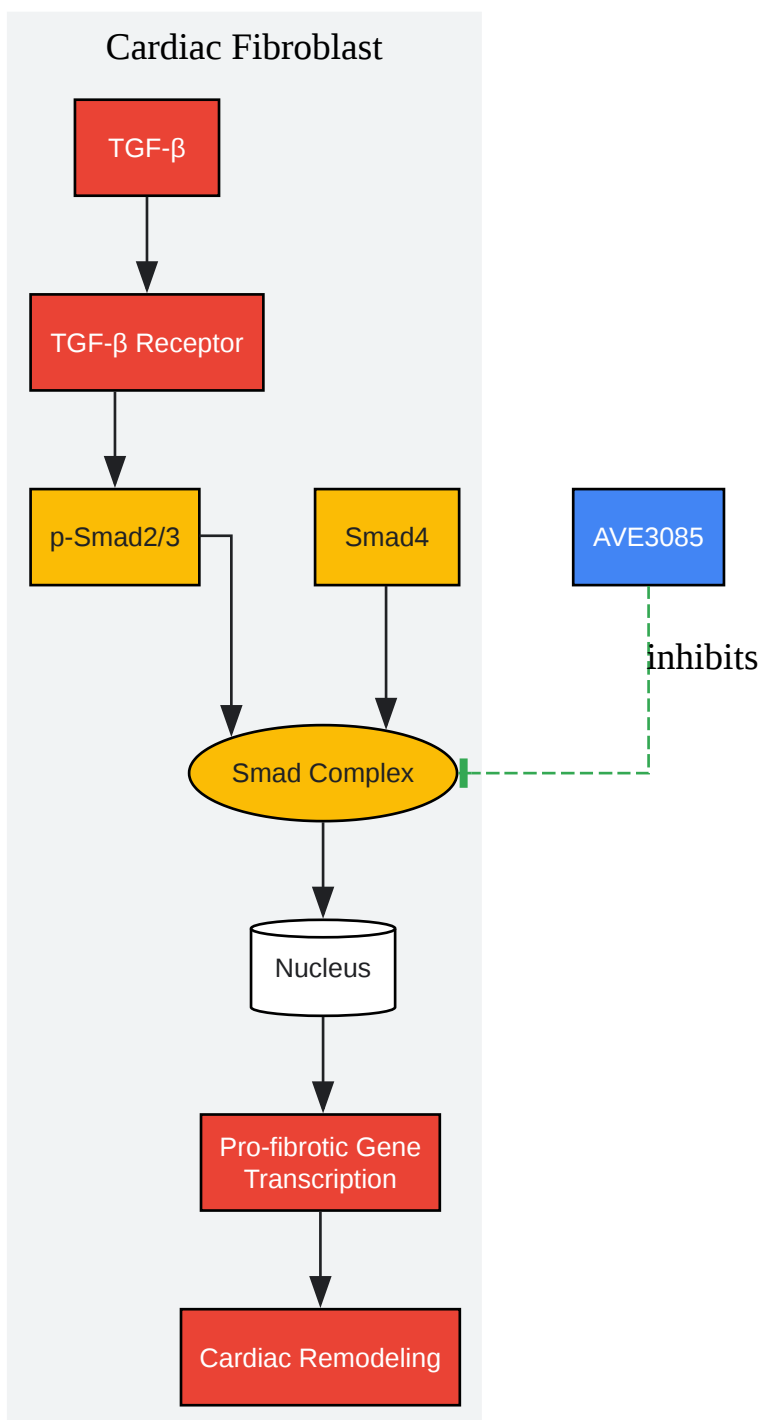 Cardiac Fibroblast
TGF-β
TGF-β Receptor
p-Smad2/3
Smad4
AVE3085
inhibits
Smad Complex
Nucleus
Pro-fibrotic Gene
Transcription
Cardiac Remodeling